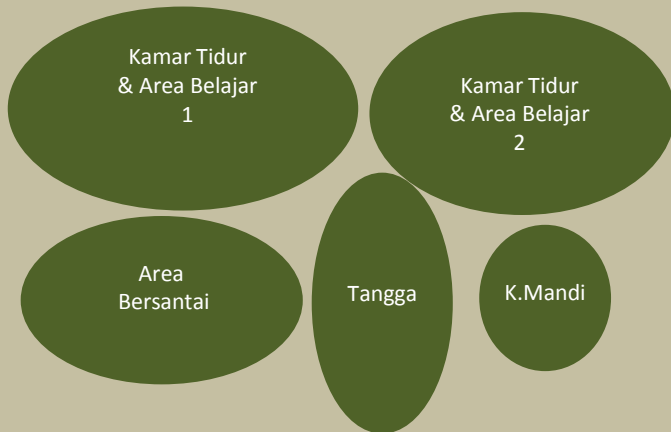 Kamar Tidur
& Area Belajar
1
Kamar Tidur
& Area Belajar
2
Area
Bersantai
Tangga
K.Mandi